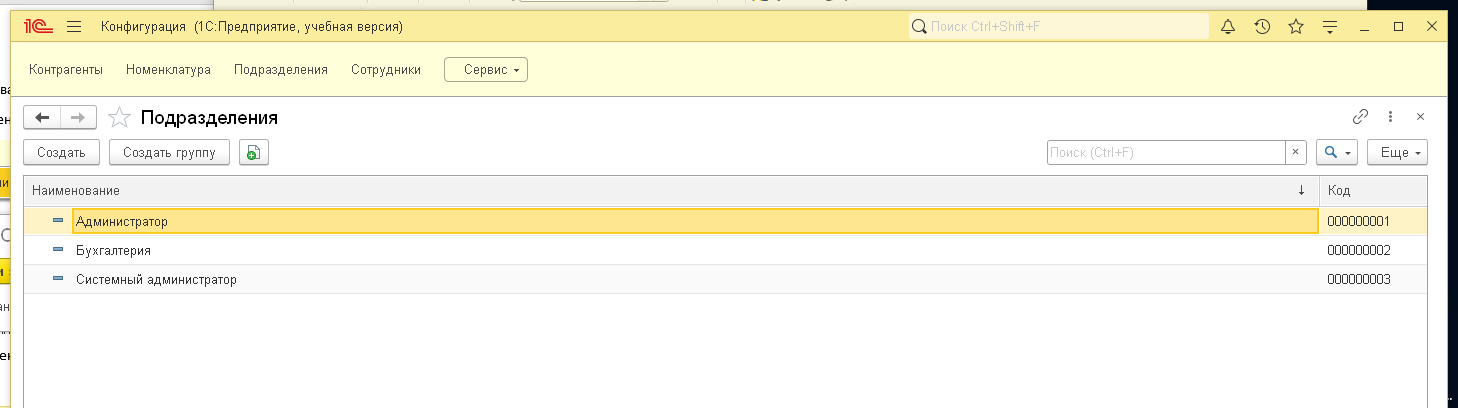 1С Конфигурация (1С:Предприятие, учебная версия) Поиск Ctrl+Shift+F
Контрагенты Номенклатура Подразделения Сотрудники Сервис
Подразделения
Создать Создать группу Поиск (Ctrl+F) × Еще
Наименование ↓ Код
Администратор 000000001
Бухгалтерия 000000002
Системный администратор 000000003